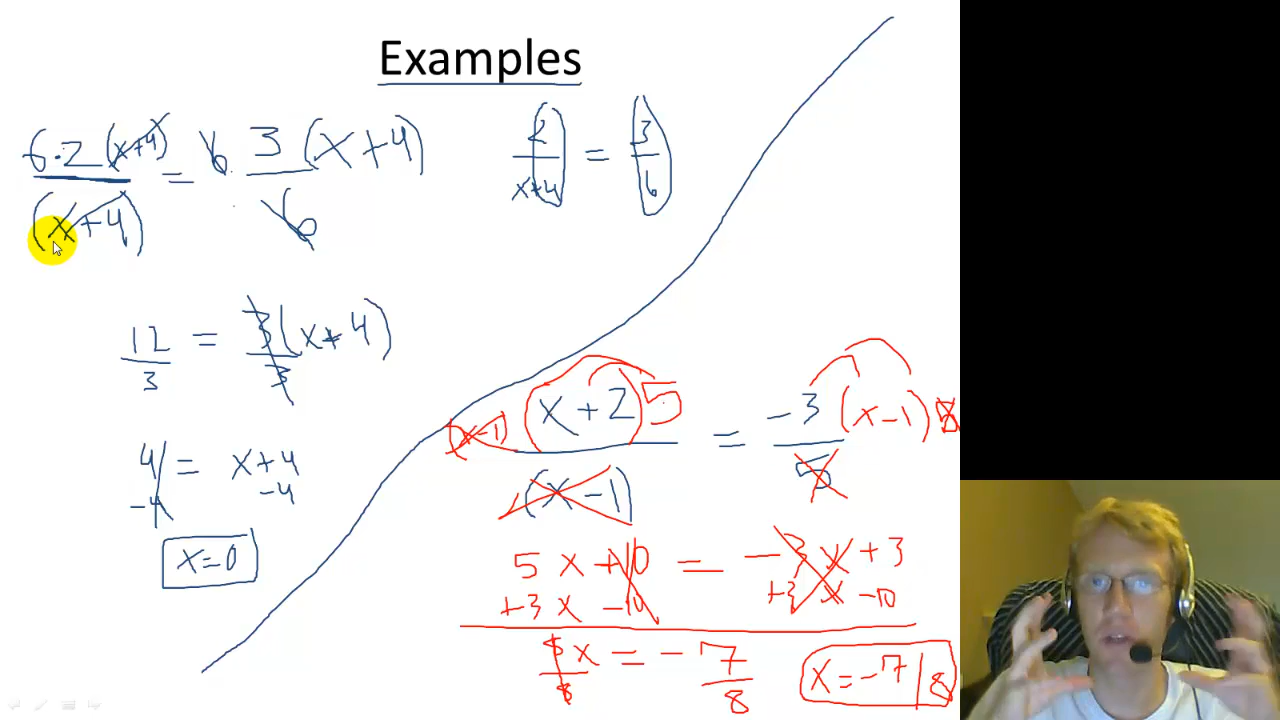 Examples
6·2(x+4) / (x+4) = 6 · 3(x+4) / 6
2/(x+4) = 3/6
12/3 = 3(x+4)/3
4 = x+4
-4 -4
x=0
(x-1)(x+2)5 / (x-1) = -3(x-1)5 / 5
5x+10 = -3x+3
+3x -10 +3x -10
8x/8 = -7/8
x=-7/8